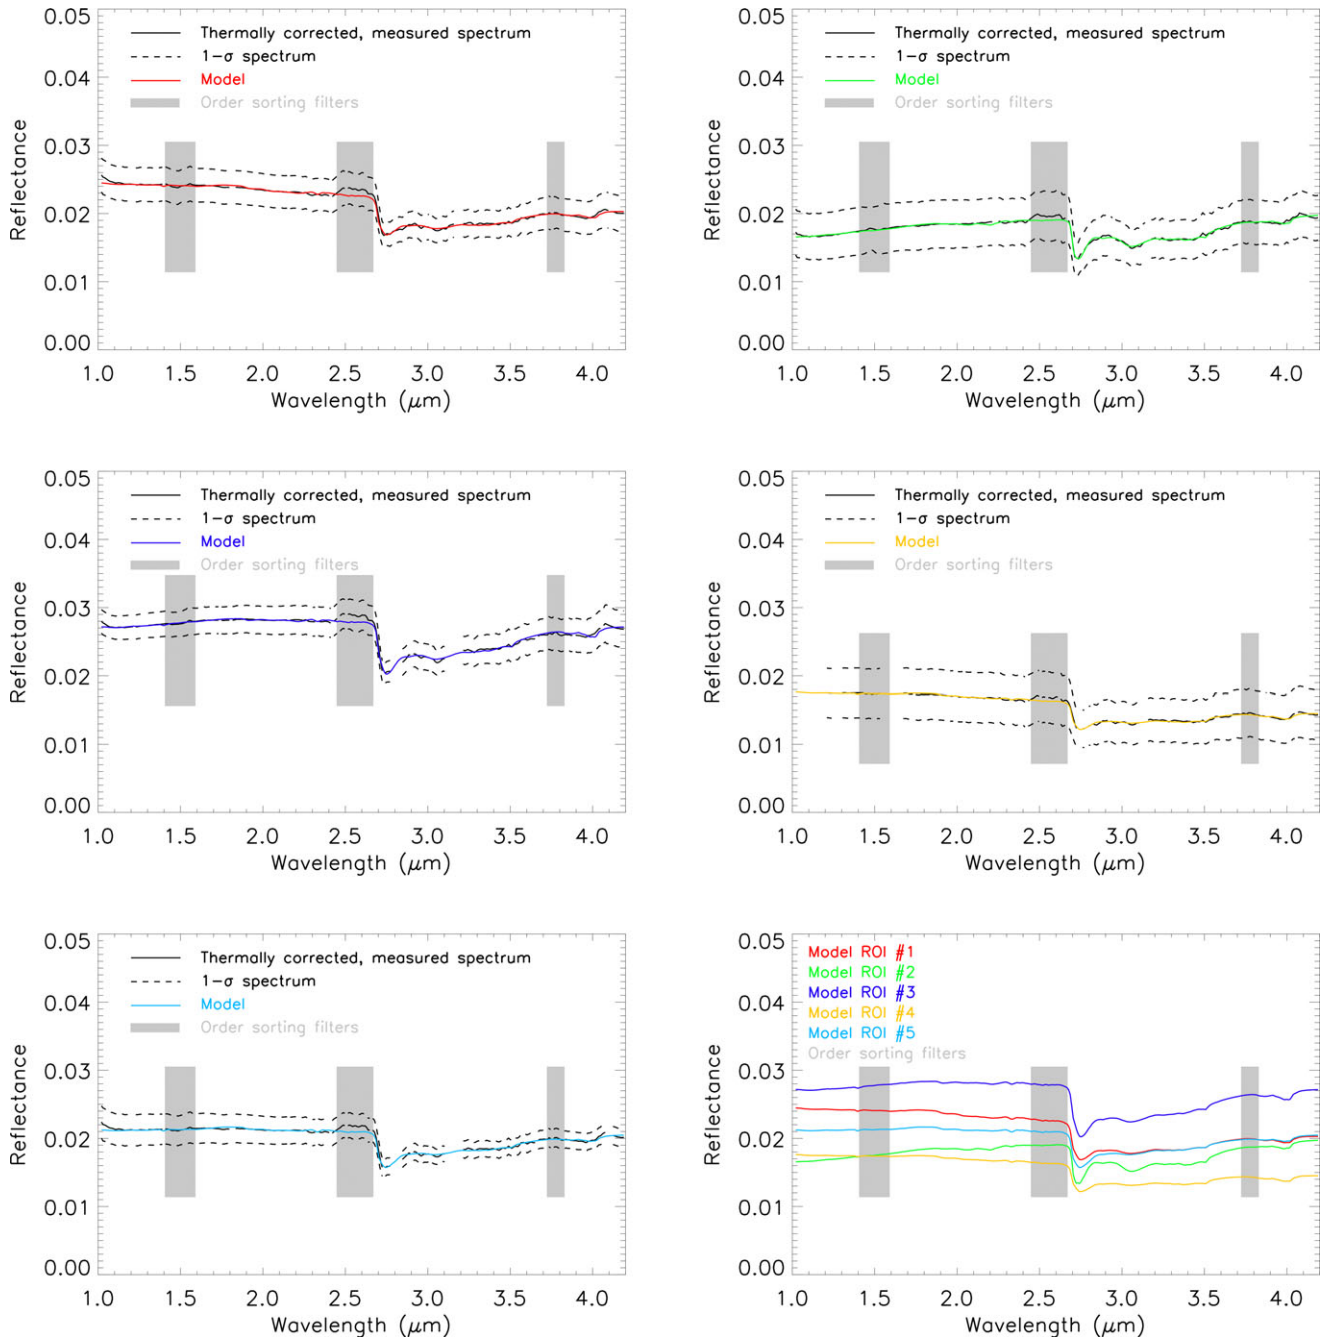 0.05
0.04
0.03
0.02
0.01
0.00
Reflectance
Thermally corrected, measured spectrum
1−σ spectrum
Model
Order sorting filters
1.0 1.5 2.0 2.5 3.0 3.5 4.0
Wavelength (μm)
0.05
0.04
0.03
0.02
0.01
0.00
Reflectance
Thermally corrected, measured spectrum
1−σ spectrum
Model
Order sorting filters
1.0 1.5 2.0 2.5 3.0 3.5 4.0
Wavelength (μm)
0.05
0.04
0.03
0.02
0.01
0.00
Reflectance
Thermally corrected, measured spectrum
1−σ spectrum
Model
Order sorting filters
1.0 1.5 2.0 2.5 3.0 3.5 4.0
Wavelength (μm)
0.05
0.04
0.03
0.02
0.01
0.00
Reflectance
Thermally corrected, measured spectrum
1−σ spectrum
Model
Order sorting filters
1.0 1.5 2.0 2.5 3.0 3.5 4.0
Wavelength (μm)
0.05
0.04
0.03
0.02
0.01
0.00
Reflectance
Thermally corrected, measured spectrum
1−σ spectrum
Model
Order sorting filters
1.0 1.5 2.0 2.5 3.0 3.5 4.0
Wavelength (μm)
0.05
0.04
0.03
0.02
0.01
0.00
Reflectance
Model ROI #1
Model ROI #2
Model ROI #3
Model ROI #4
Model ROI #5
Order sorting filters
1.0 1.5 2.0 2.5 3.0 3.5 4.0
Wavelength (μm)